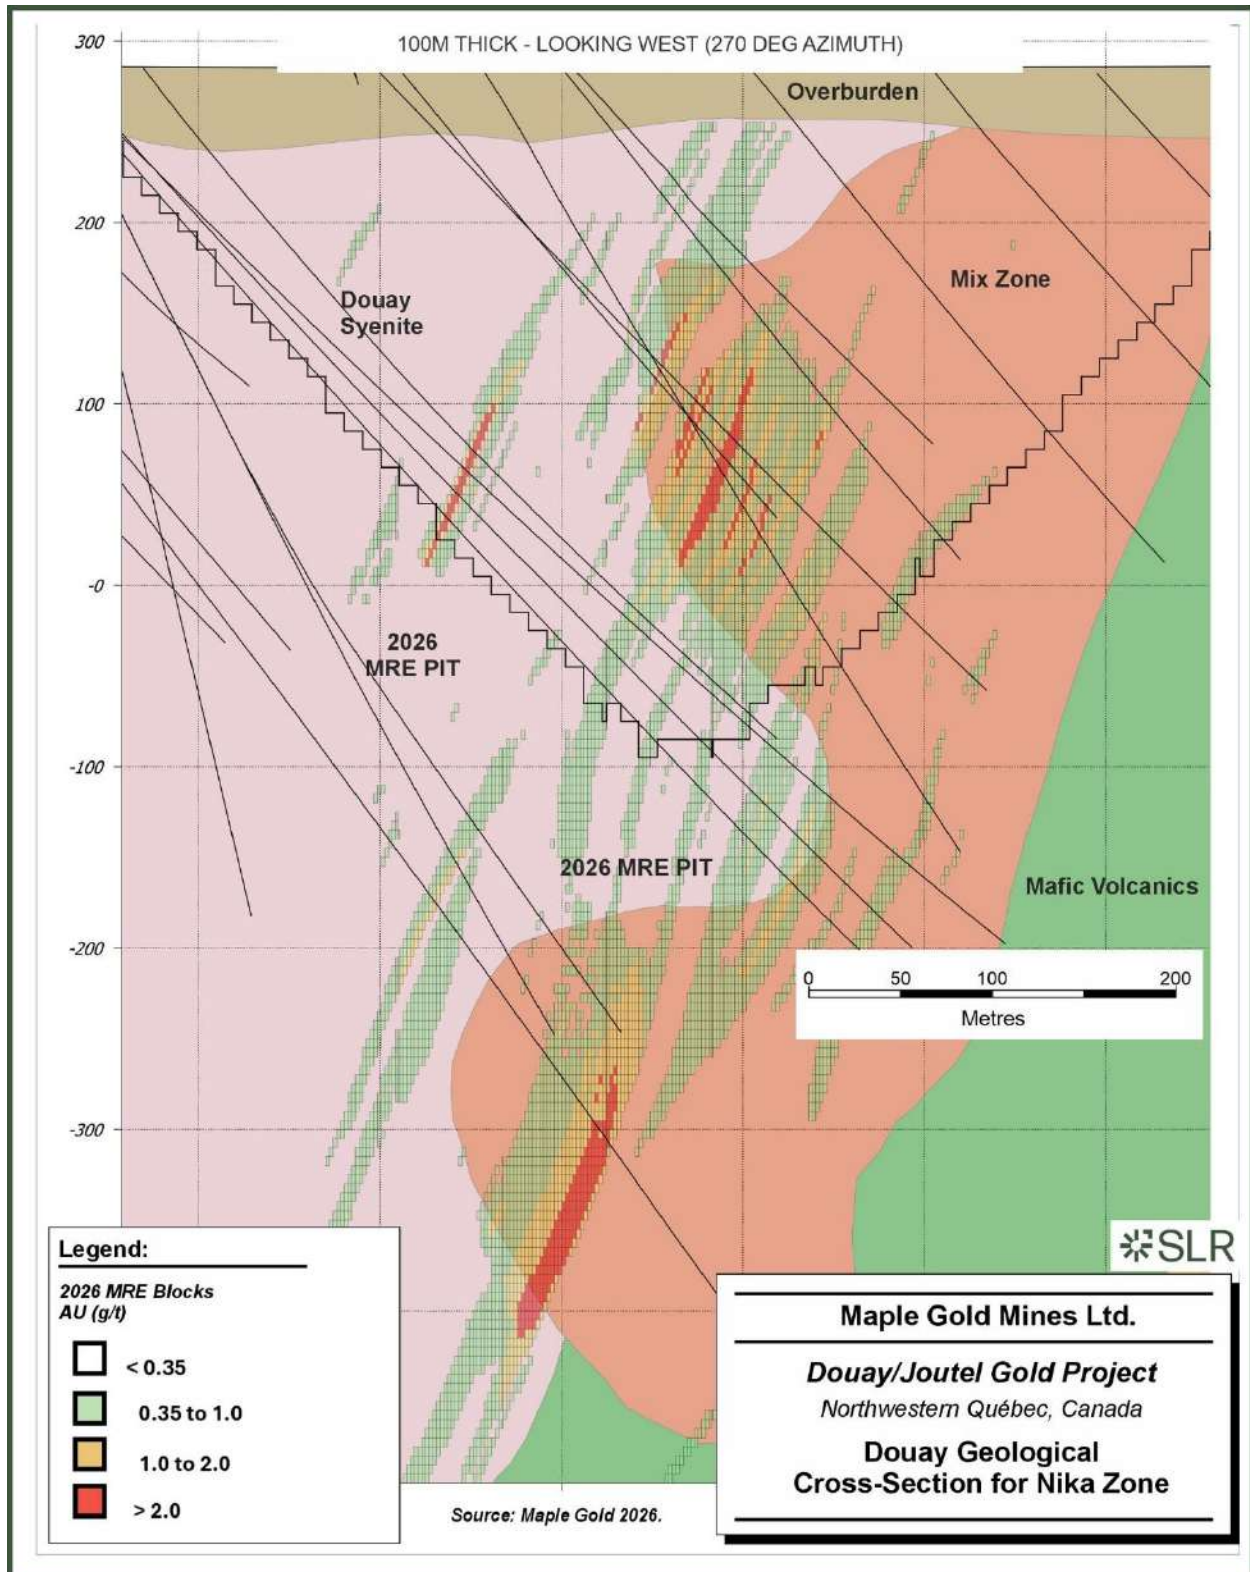 100M THICK - LOOKING WEST (270 DEG AZIMUTH)
300
200
100
-0
-100
-200
-300
Overburden
Douay
Syenite
Mix Zone
2026
MRE PIT
2026 MRE PIT
Mafic Volcanics
0 50 100 200
Metres
Legend:
2026 MRE Blocks
AU (g/t)
< 0.35
0.35 to 1.0
1.0 to 2.0
> 2.0
Source: Maple Gold 2026.
SLR
Maple Gold Mines Ltd.
Douay/Joutel Gold Project
Northwestern Québec, Canada
Douay Geological
Cross-Section for Nika Zone